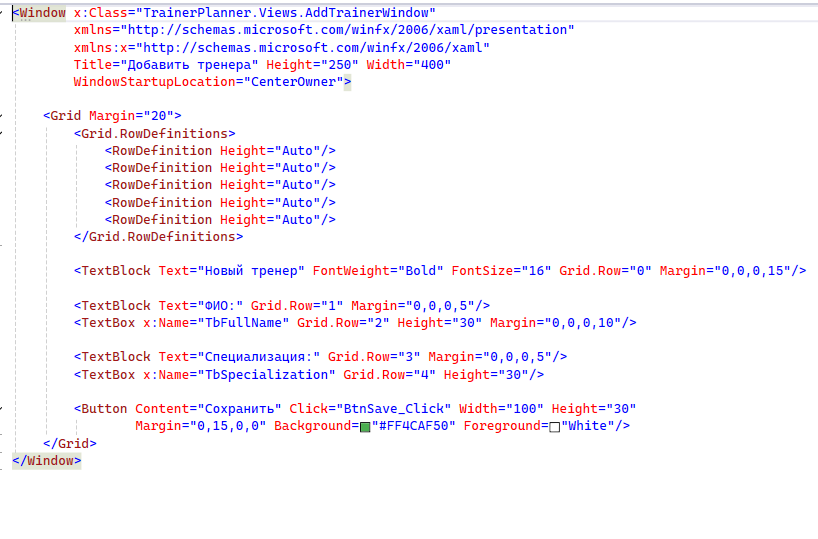 <Window x:Class="TrainerPlanner.Views.AddTrainerWindow"
        xmlns="http://schemas.microsoft.com/winfx/2006/xaml/presentation"
        xmlns:x="http://schemas.microsoft.com/winfx/2006/xaml"
        Title="Добавить тренера" Height="250" Width="400"
        WindowStartupLocation="CenterOwner">

    <Grid Margin="20">
        <Grid.RowDefinitions>
            <RowDefinition Height="Auto"/>
            <RowDefinition Height="Auto"/>
            <RowDefinition Height="Auto"/>
            <RowDefinition Height="Auto"/>
            <RowDefinition Height="Auto"/>
        </Grid.RowDefinitions>

        <TextBlock Text="Новый тренер" FontWeight="Bold" FontSize="16" Grid.Row="0" Margin="0,0,0,15"/>

        <TextBlock Text="ФИО:" Grid.Row="1" Margin="0,0,0,5"/>
        <TextBox x:Name="TbFullName" Grid.Row="2" Height="30" Margin="0,0,0,10"/>

        <TextBlock Text="Специализация:" Grid.Row="3" Margin="0,0,0,5"/>
        <TextBox x:Name="TbSpecialization" Grid.Row="4" Height="30"/>

        <Button Content="Сохранить" Click="BtnSave_Click" Width="100" Height="30"
                Margin="0,15,0,0" Background="#FF4CAF50" Foreground="White"/>
    </Grid>
</Window>